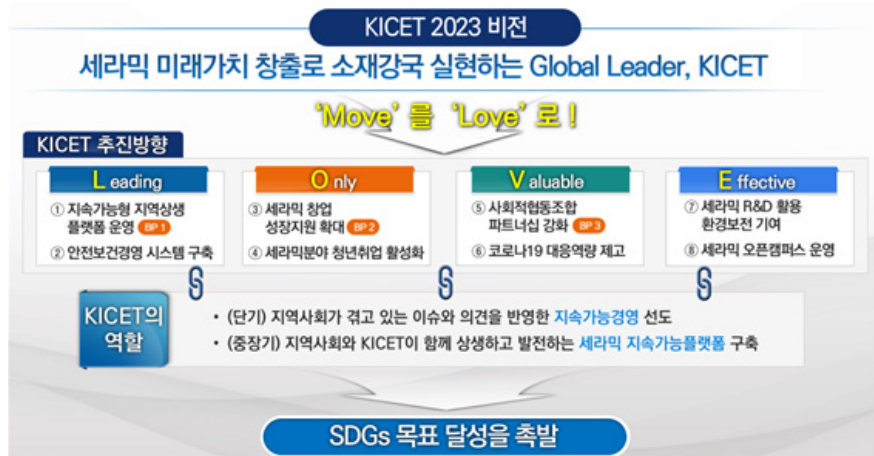 KICET 2023 비전
세라믹 미래가치 창출로 소재강국 실현하는 Global Leader, KICET
‘Move’ 를 ‘Love’ 로 !
KICET 추진방향
L eading
① 지속가능형 지역상생
플랫폼 운영 BP 1
② 안전보건경영 시스템 구축
O nly
③ 세라믹 창업
성장지원 확대 BP 2
④ 세라믹분야 청년취업 활성화
V aluable
⑤ 사회적협동조합
파트너십 강화 BP 3
⑥ 코로나19 대응역량 제고
E ffective
⑦ 세라믹 R&D 활용
환경보전 기여
⑧ 세라믹 오픈캠퍼스 운영
KICET의
역할
• (단기) 지역사회가 겪고 있는 이슈와 의견을 반영한 지속가능경영 선도
• (중장기) 지역사회와 KICET이 함께 상생하고 발전하는 세라믹 지속가능플랫폼 구축
SDGs 목표 달성을 촉발